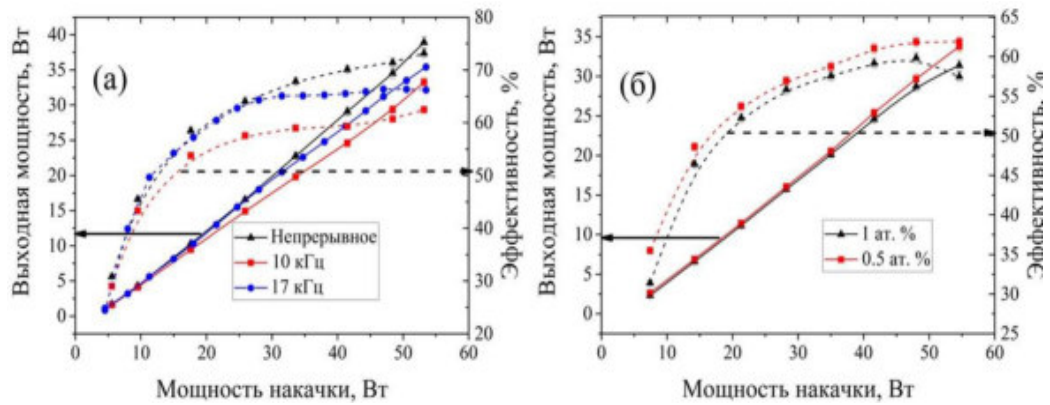 Выходная мощность, Вт
40
35
30
25
20
15
10
5
0
(а)
80
70
60
50
40
30
20
Эффективность, %
Непрерывное
10 кГц
17 кГц
0 10 20 30 40 50 60
Мощность накачки, Вт
Выходная мощность, Вт
35
30
25
20
15
10
5
0
(б)
65
60
55
50
45
40
35
30
25
Эффективность, %
1 ат. %
0.5 ат. %
0 10 20 30 40 50 60
Мощность накачки, Вт